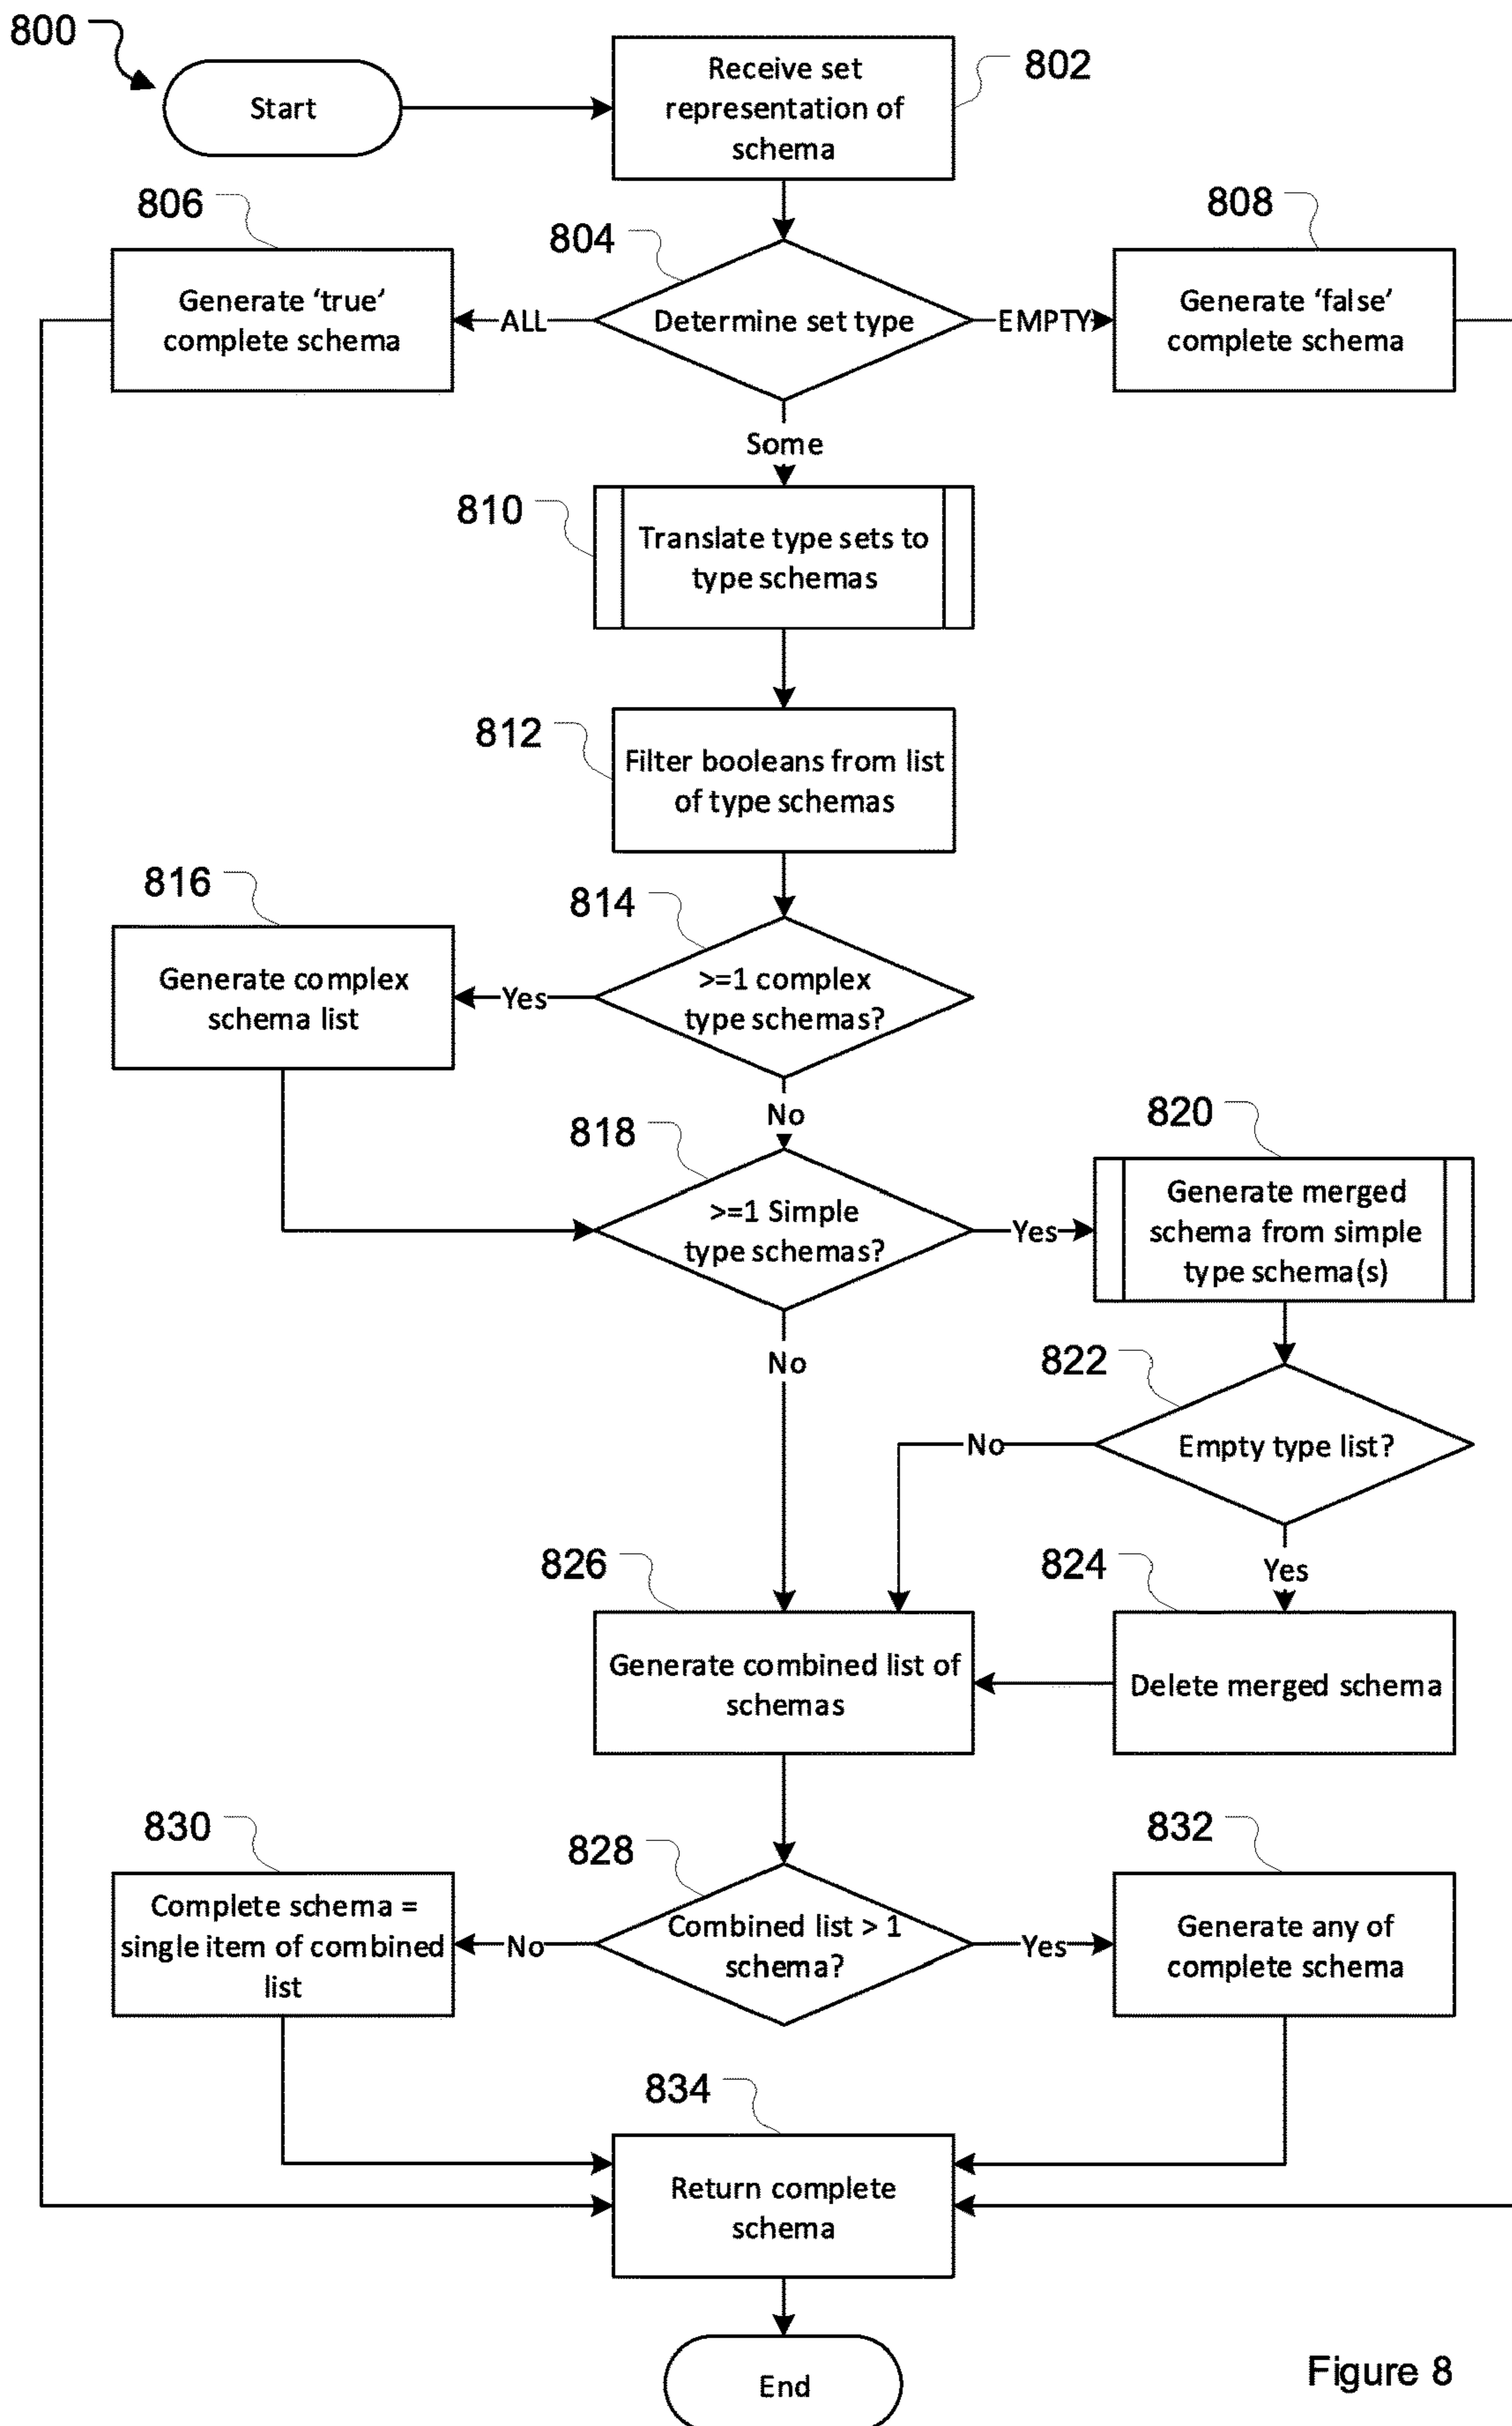 800
Start
Receive set
representation of
schema
802
806
804
808
Generate ‘true’
complete schema
ALL
Determine set type
EMPTY
Generate ‘false’
complete schema
Some
810
Translate type sets to
type schemas
812
Filter booleans from list
of type schemas
816
814
Generate complex
schema list
Yes
>=1 complex
type schemas?
No
818
820
>=1 Simple
type schemas?
Yes
Generate merged
schema from simple
type schema(s)
No
822
No
Empty type list?
826
824
Yes
Generate combined list of
schemas
Delete merged schema
830
828
832
Complete schema =
single item of combined
list
No
Combined list > 1
schema?
Yes
Generate any of
complete schema
834
Return complete
schema
End
Figure 8